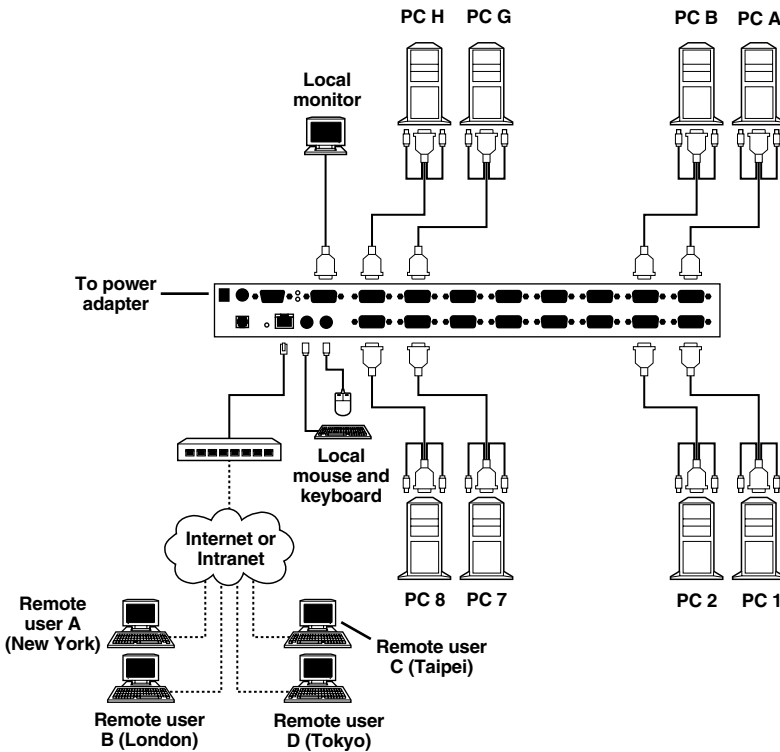 PC H
PC G
PC B
PC A
Local
monitor
To power
adapter
Local
mouse and
keyboard
Internet or
Intranet
PC 8
PC 7
PC 2
PC 1
Remote
user A
(New York)
Remote user
C (Taipei)
Remote user
B (London)
Remote user
D (Tokyo)